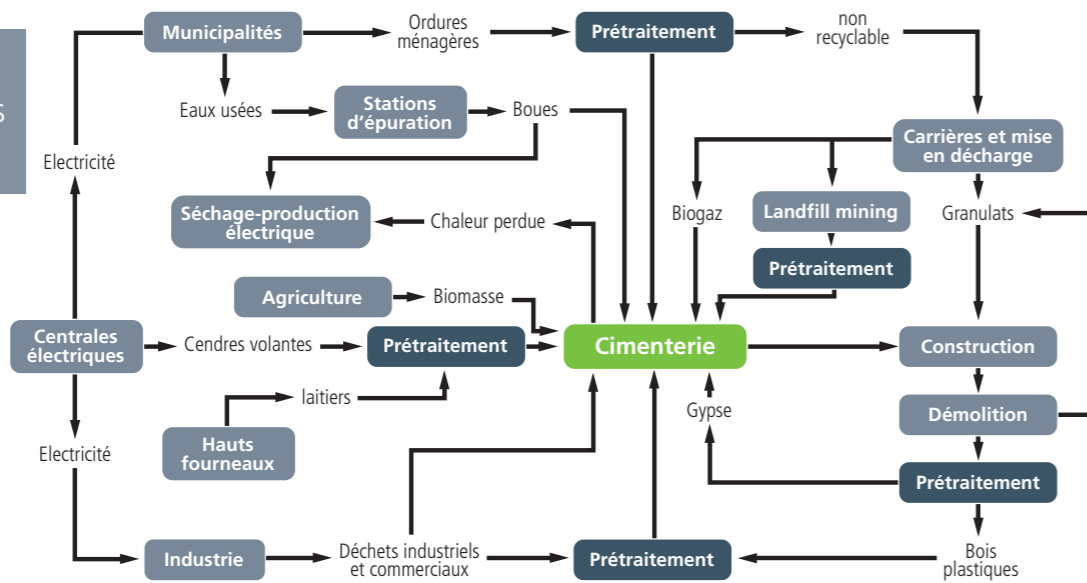 Municipalités
Ordures
ménagères
Prétraitement
non
recyclable
S
Eaux usées
Stations
d'épuration
Boues
Carrières et mise
en décharge
Electricité
Séchage-production
électrique
Chaleur perdue
Biogaz
Landfill mining
Granulats
Prétraitement
Agriculture
Biomasse
Centrales
électriques
Cendres volantes
Prétraitement
Cimenterie
Construction
laitiers
Gypse
Démolition
Electricité
Hauts
fourneaux
Prétraitement
Industrie
Déchets industriels
et commerciaux
Prétraitement
Bois
plastiques